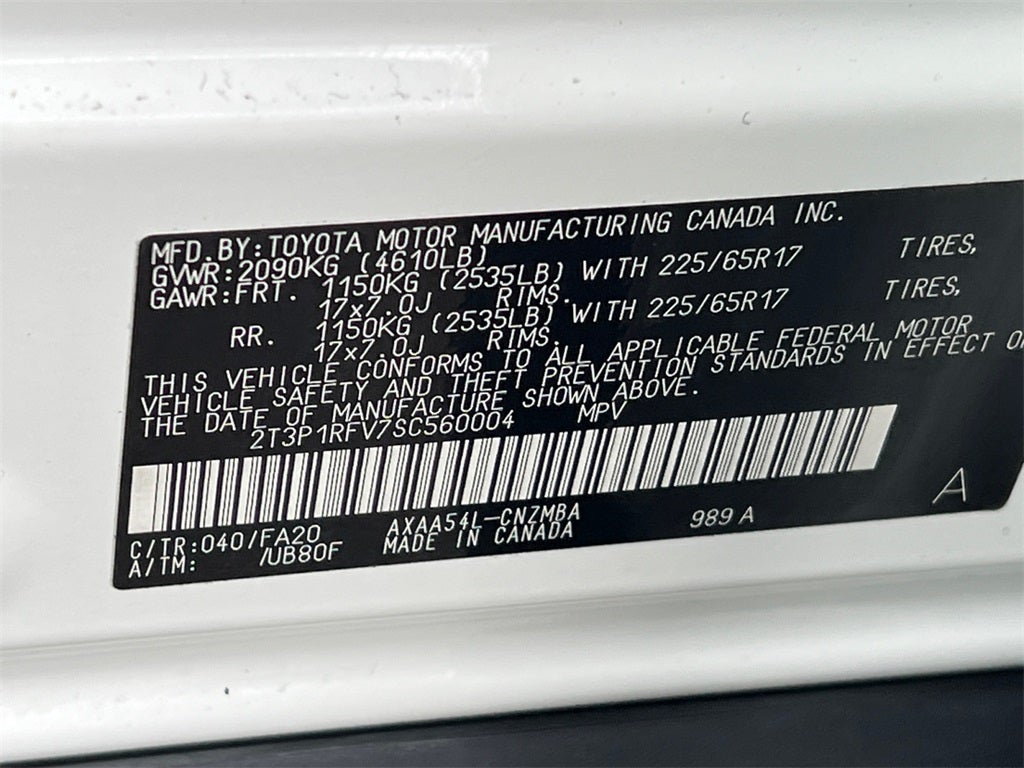 MFD.BY:TOYOTA MOTOR MANUFACTURING CANADA INC.
GVWR:2090KG (4610LB)
GAWR:FRT. 1150KG (2535LB) WITH 225/65R17 TIRES,
17x7.0J RIMS.
RR. 1150KG (2535LB) WITH 225/65R17 TIRES,
17x7.0J RIMS.
THIS VEHICLE CONFORMS TO ALL APPLICABLE FEDERAL MOTOR
VEHICLE SAFETY AND THEFT PREVENTION STANDARDS IN EFFECT
THE DATE OF MANUFACTURE SHOWN ABOVE.
2T3P1RFV7SC560004 MPV
C/TR:040/FA20 AXAA54L-CNZMBA 989 A A
A/TM: /UB80F MADE IN CANADA